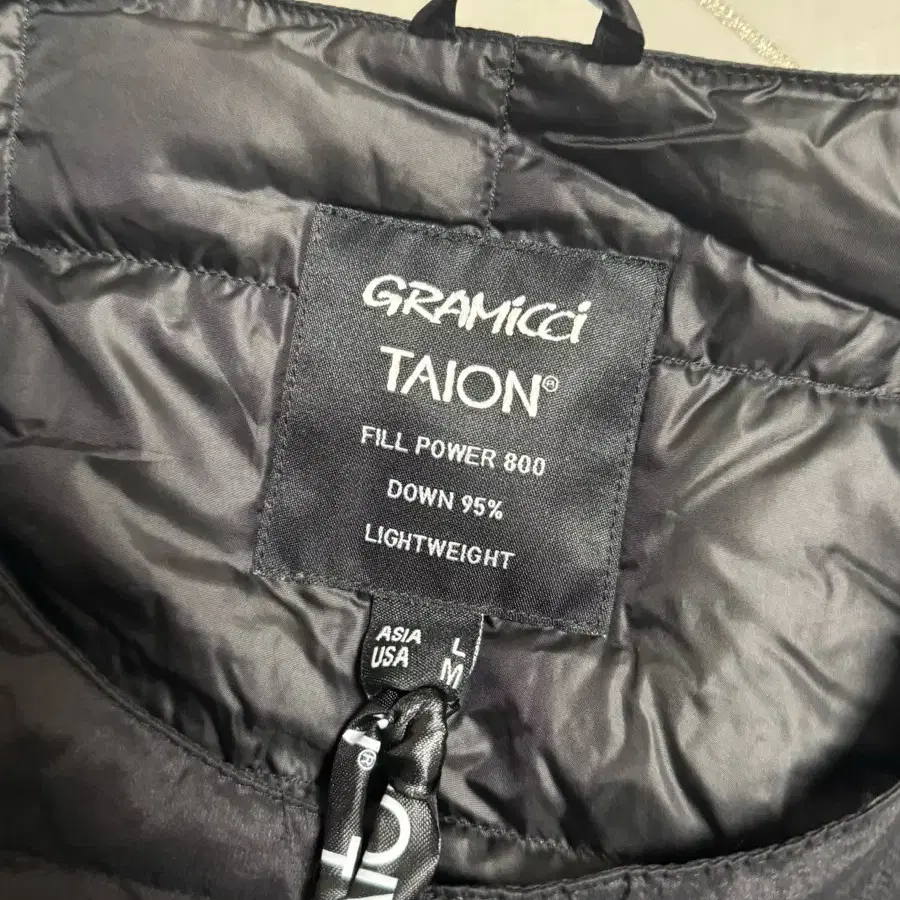 GRAMiCCi
TAION®
FILL POWER 800
DOWN 95%
LIGHTWEIGHT
ASIA L
USA M